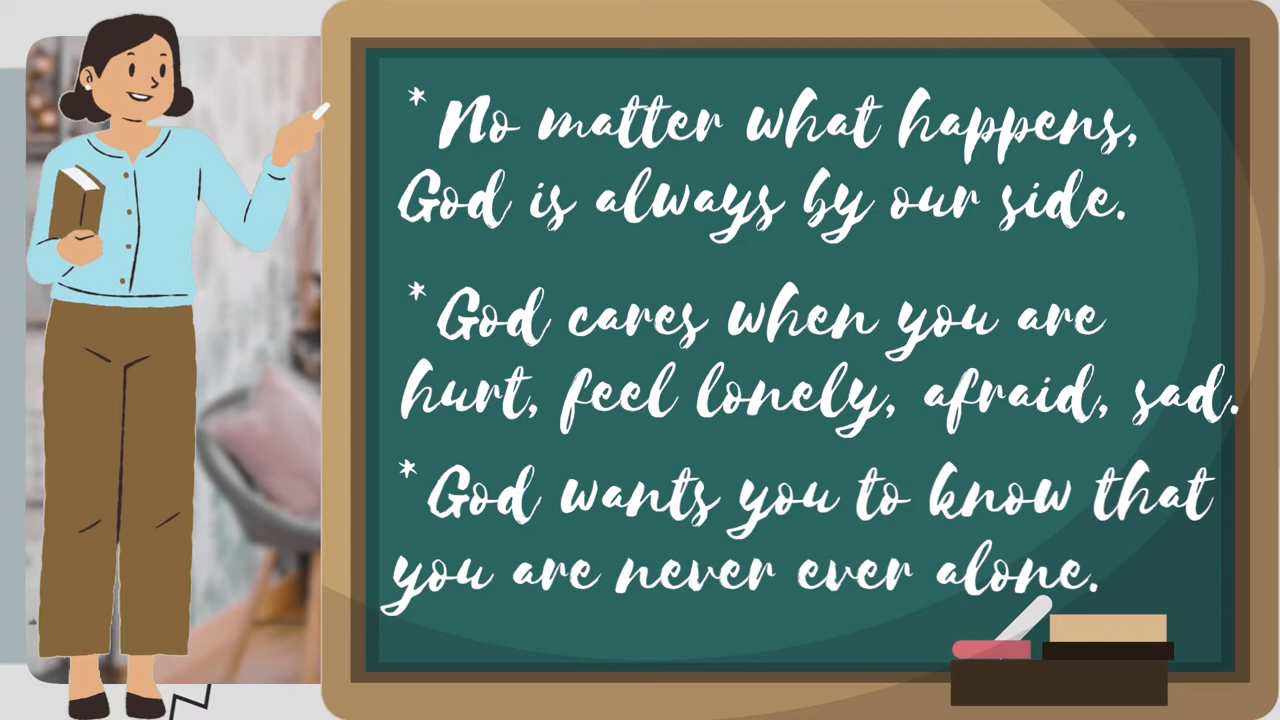 * No matter what happens,
God is always by our side.
* God cares when you are
hurt, feel lonely, afraid, sad.
* God wants you to know that
you are never ever alone.